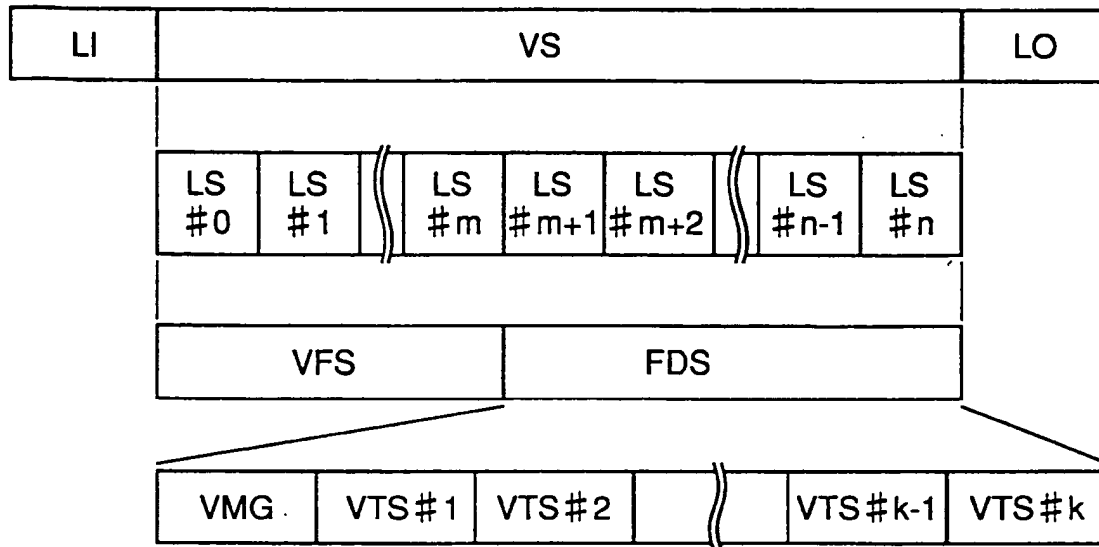 LI VS LO
LS LS LS LS LS LS LS
#0 #1 #m #m+1 #m+2 #n-1 #n
VFS FDS
VMG VTS#1 VTS#2 VTS#k-1 VTS#k